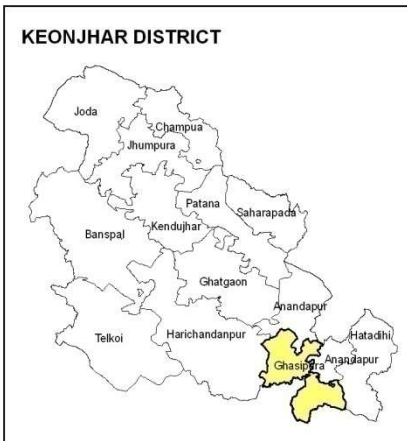 KEONJHAR DISTRICT
Joda
Champua
Jhumpura
Patana
Saharapada
Banspal
Kendujhar
Ghatgaon
Anandapur
Telkoi
Harichandanpur
Hatadihi
Ghasipura
Anandapur